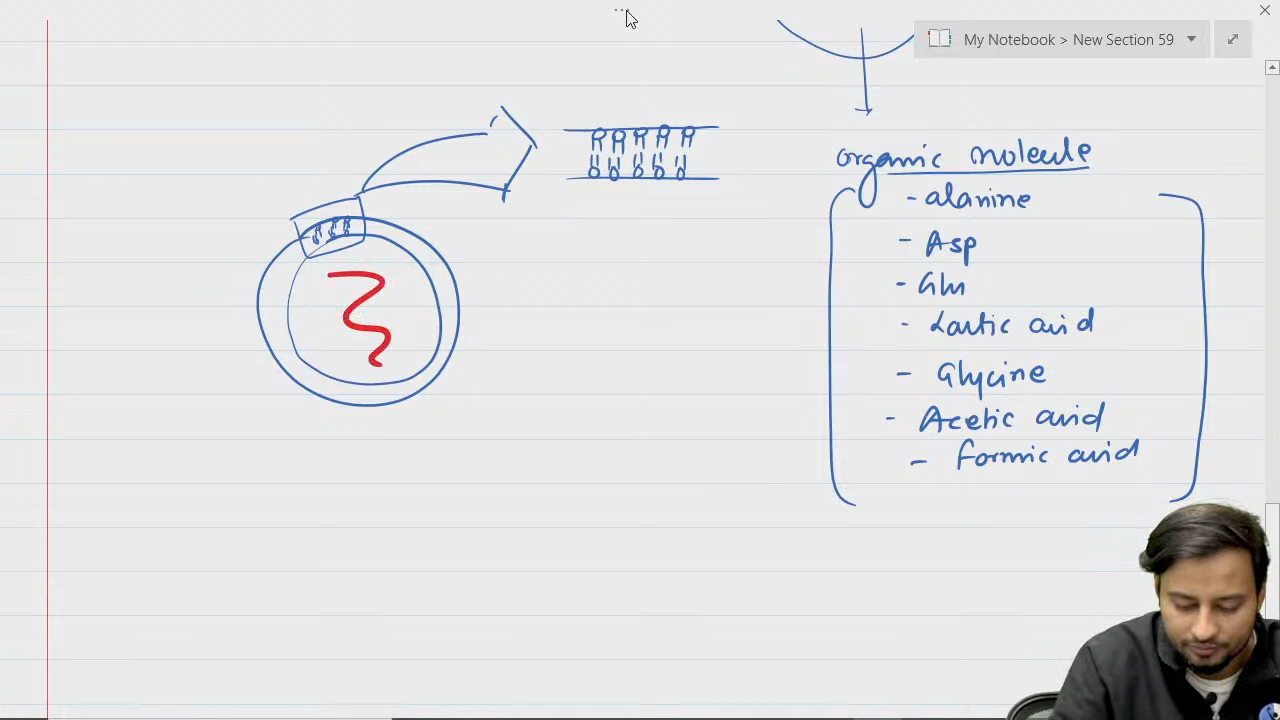 My Notebook > New Section 59
organic molecule
- alanine
- Asp
- Glu
- Lactic acid
- Glycine
- Acetic acid
- formic acid